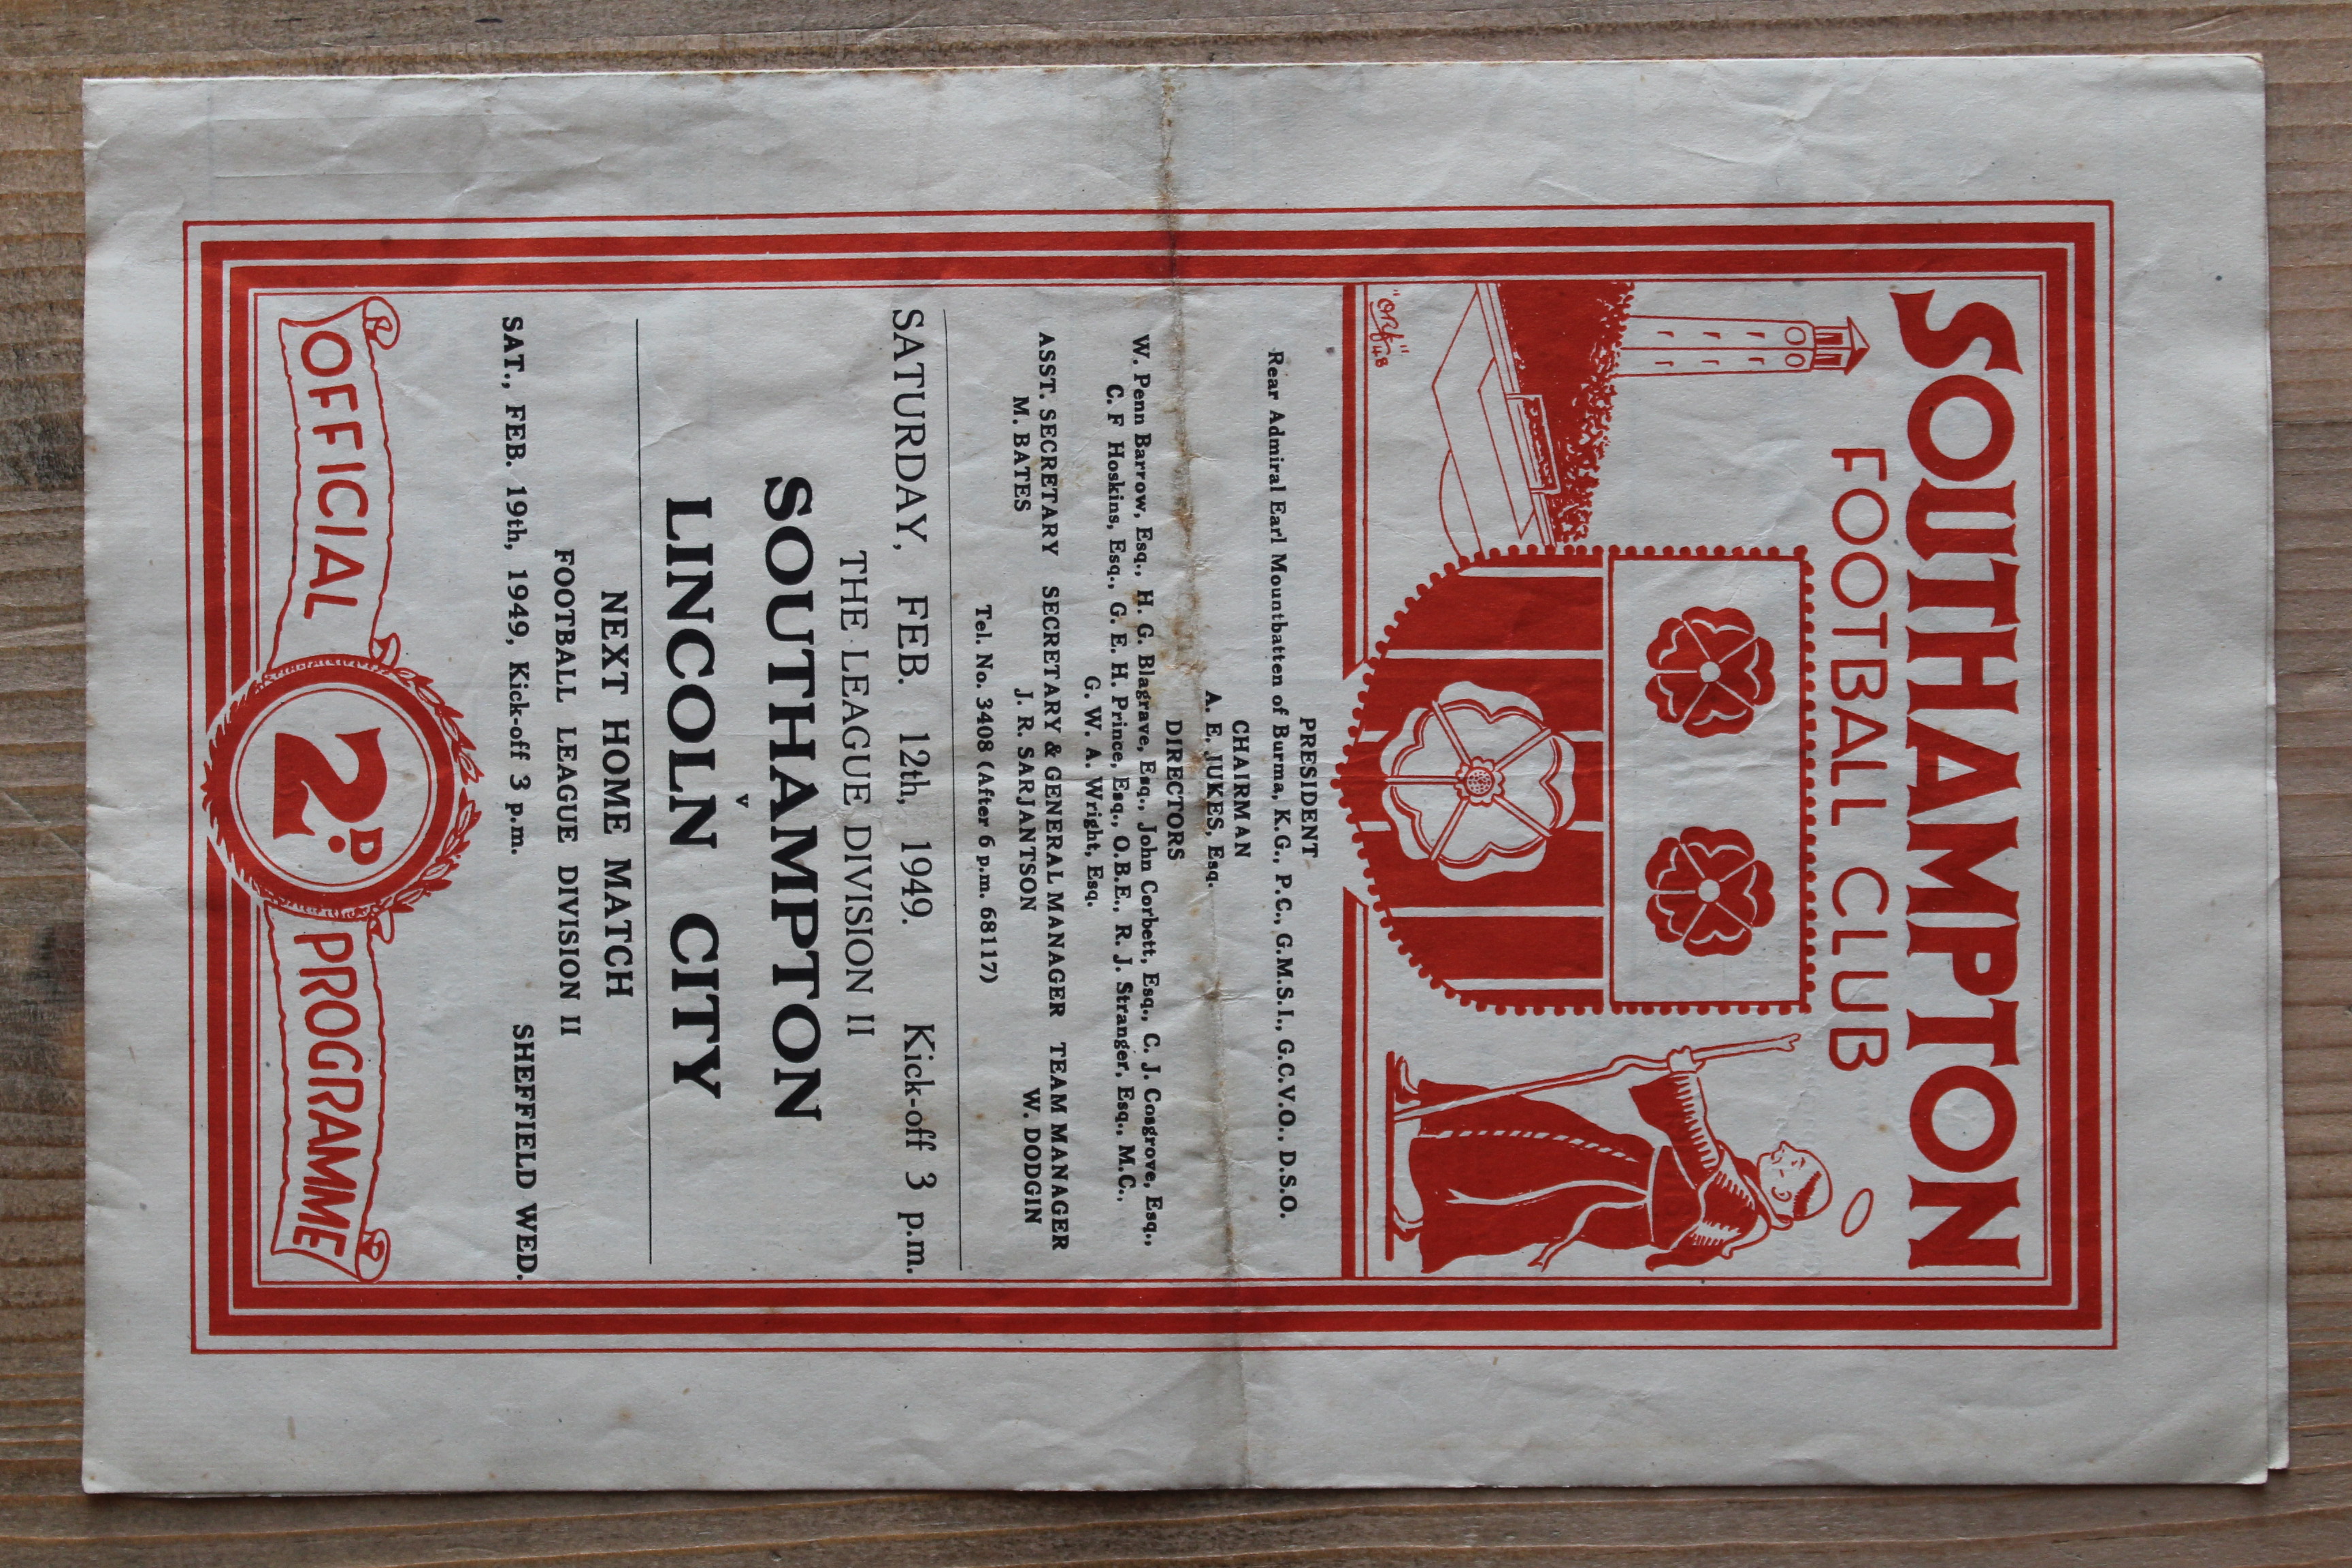 SOUTHAMPTON
FOOTBALL CLUB
"ORF" 48
PRESIDENT
Rear Admiral Earl Mountbatten of Burma, K.G., P.C., G.M.S.I., G.C.V.O., D.S.O.
CHAIRMAN
A. E. JUKES, Esq.
DIRECTORS
W. Penn Barrow, Esq., H. G. Blagrave, Esq., John Corbett, Esq., C. J. Cosgrove, Esq.,
C. F Hoskins, Esq., G. E. H. Prince, Esq., O.B.E., R. J. Stranger, Esq., M.C.,
G. W. A. Wright, Esq.
ASST. SECRETARY SECRETARY & GENERAL MANAGER TEAM MANAGER
M. BATES J. R. SARJANTSON W. DODGIN
Tel. No. 3408 (After 6 p.m. 68117)
SATURDAY, FEB. 12th, 1949. Kick-off 3 p.m.
THE LEAGUE DIVISION II
SOUTHAMPTON
v
LINCOLN CITY
NEXT HOME MATCH
FOOTBALL LEAGUE DIVISION II
SAT., FEB. 19th, 1949, Kick-off 3 p.m. SHEFFIELD WED.
OFFICIAL 2D. PROGRAMME